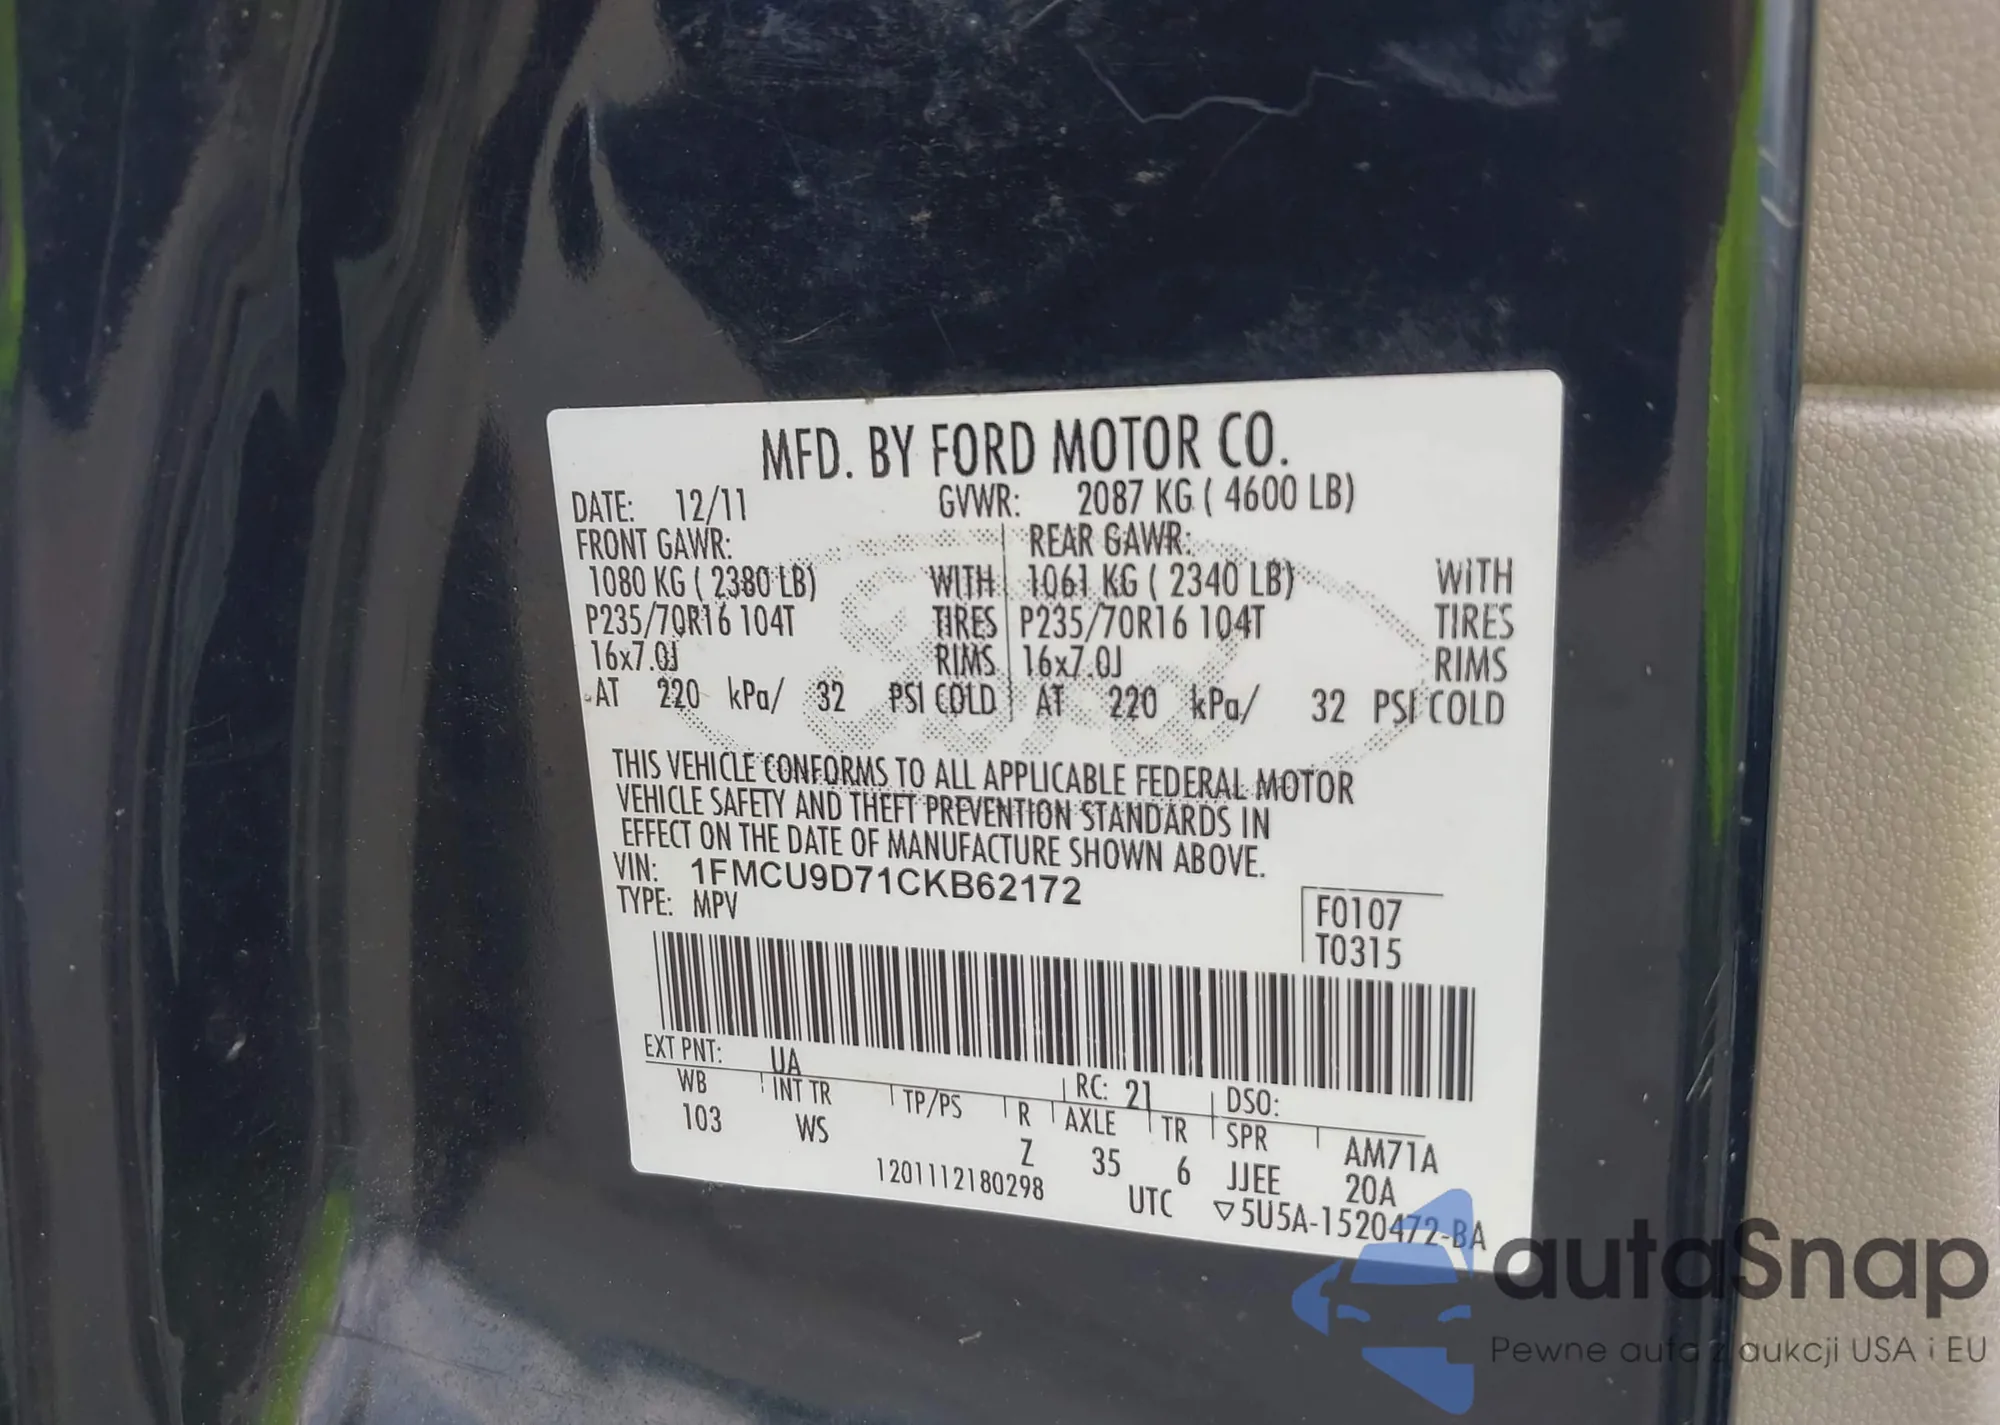 MFD. BY FORD MOTOR CO.
DATE: 12/11 GVWR: 2087 KG ( 4600 LB)
FRONT GAWR: REAR GAWR:
1080 KG ( 2380 LB) WITH 1061 KG ( 2340 LB) WITH
P235/70R16 104T TIRES P235/70R16 104T TIRES
16x7.0J RIMS 16x7.0J RIMS
AT 220 kPa/ 32 PSI COLD AT 220 kPa/ 32 PSI COLD
THIS VEHICLE CONFORMS TO ALL APPLICABLE FEDERAL MOTOR
VEHICLE SAFETY AND THEFT PREVENTION STANDARDS IN
EFFECT ON THE DATE OF MANUFACTURE SHOWN ABOVE.
VIN: 1FMCU9D71CKB62172
TYPE: MPV
F0107
T0315
EXT PNT: UA RC: 21 DSO:
WB INT TR TP/PS R AXLE TR SPR AM71A
103 WS Z 35 6 JJEE 20A
1201112180298 UTC ▽5U5A-1520472-BA
Ford
autaSnap
Pewne auta z aukcji USA i EU